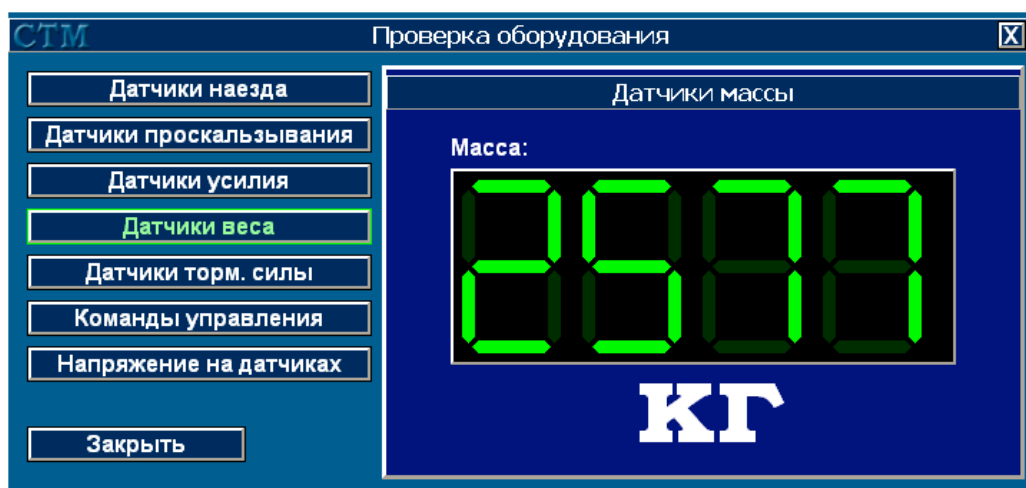 СТМ Проверка оборудования X
Датчики наезда
Датчики проскальзывания
Датчики усилия
Датчики веса
Датчики торм. силы
Команды управления
Напряжение на датчиках
Закрыть
Датчики массы
Масса:
2577
кг